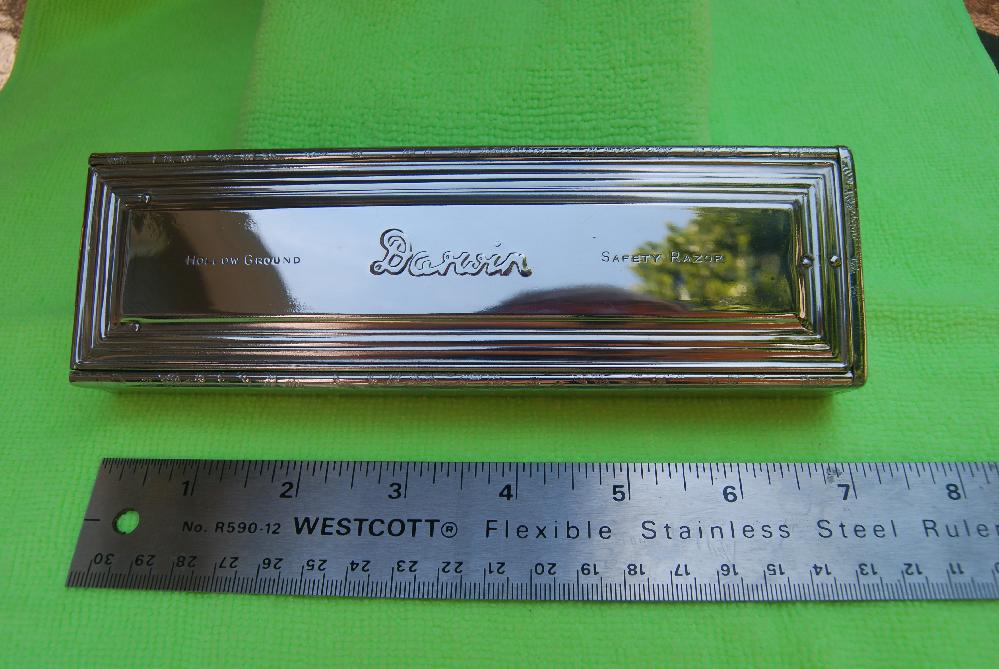 HOLLOW GROUND Darwin SAFETY RAZOR
1 2 3 4 5 6 7 8
No. R590-12 WESTCOTT® Flexible Stainless Steel Ruler
30 29 28 27 26 25 24 23 22 21 20 19 18 17 16 15 14 13 12 11